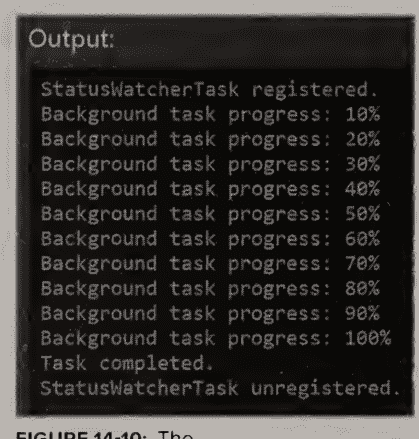 Output:
StatusWatcherTask registered.
Background task progress: 10%
Background task progress: 20%
Background task progress: 30%
Background task progress: 40%
Background task progress: 50%
Background task progress: 60%
Background task progress: 70%
Background task progress: 80%
Background task progress: 90%
Background task progress: 100%
Task completed.
StatusWatcherTask unregistered.
FIGURE 14-10: The